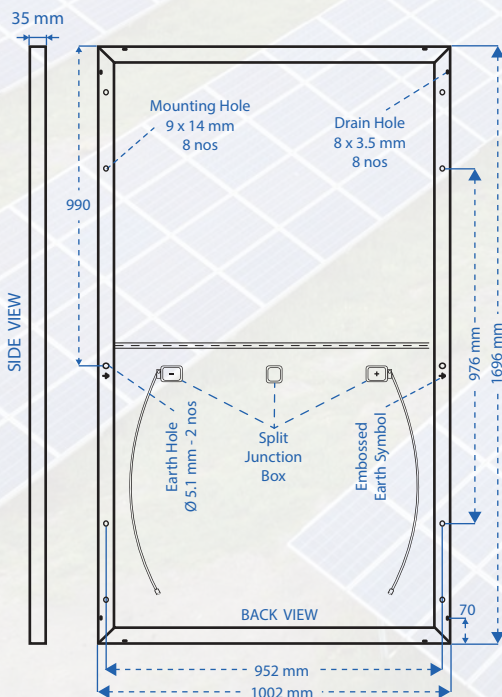 35 mm
Mounting Hole
9 x 14 mm
8 nos
Drain Hole
8 x 3.5 mm
8 nos
990
SIDE VIEW
976 mm
1696 mm
-
+
Earth Hole
Ø 5.1 mm - 2 nos
Split
Junction
Box
Embossed
Earth Symbol
BACK VIEW
70
952 mm
1002 mm